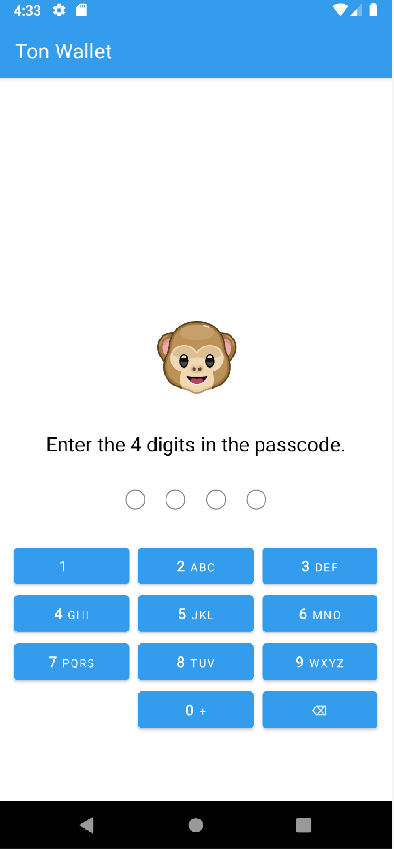 4:33
Ton Wallet
Enter the 4 digits in the passcode.
1 2 ABC 3 DEF
4 GHI 5 JKL 6 MNO
7 PQRS 8 TUV 9 WXYZ
0 + ⌫